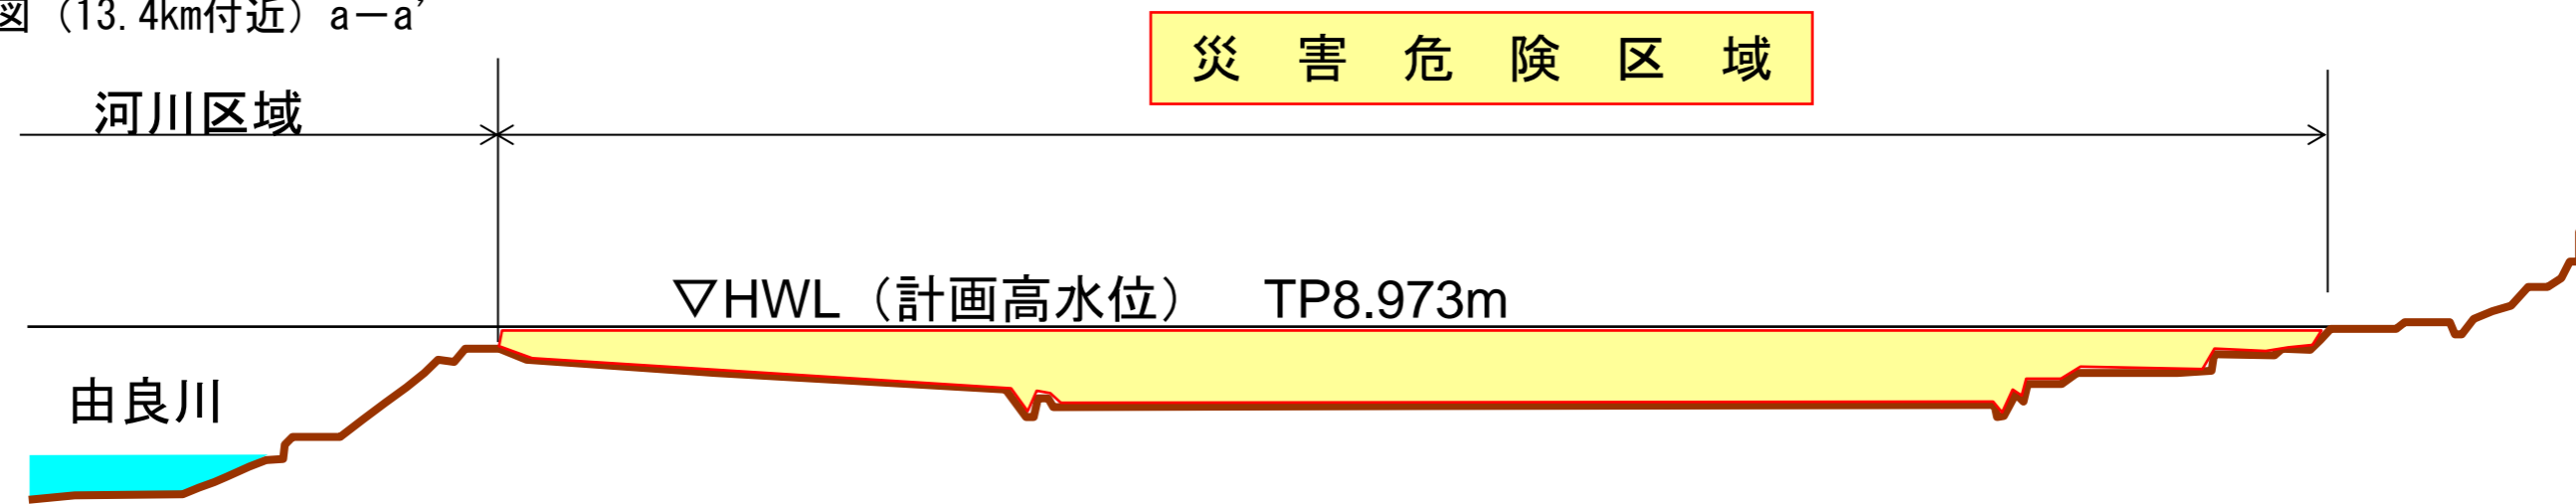 図（13.4km付近）a－a’
災害危険区域
河川区域
▽HWL（計画高水位）　TP8.973m
由良川